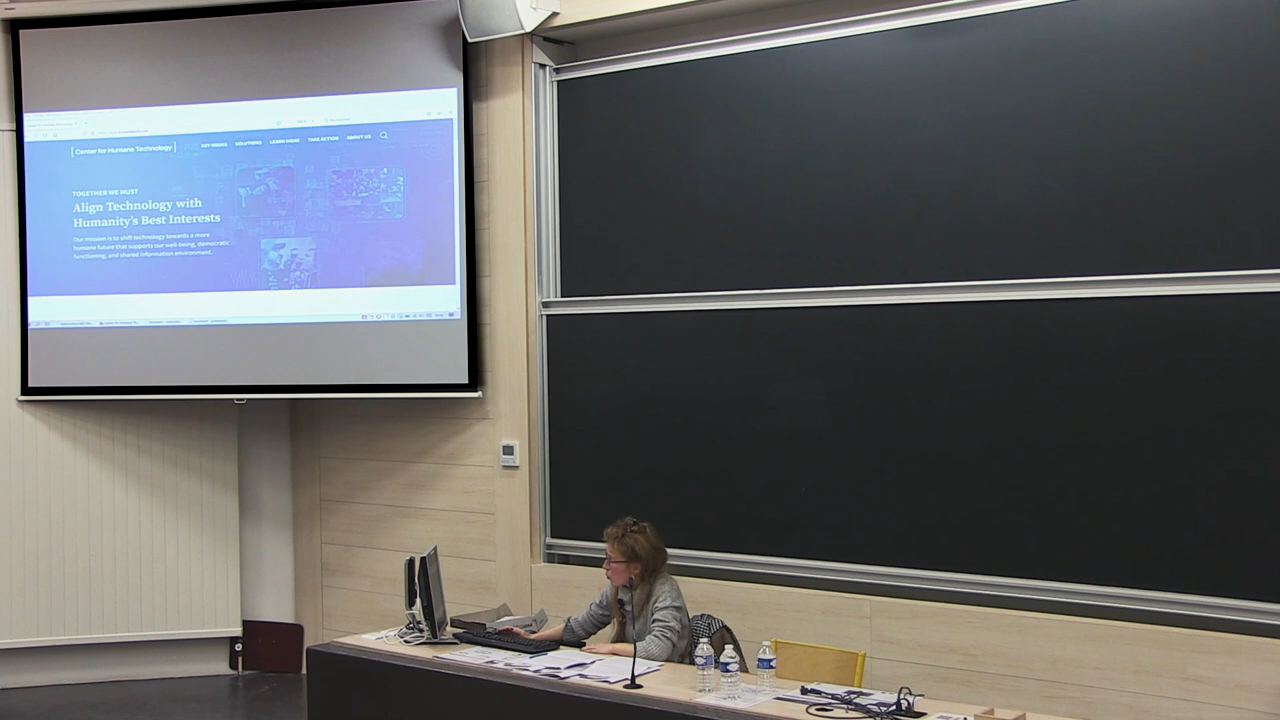 Center for Humane Technology
KEY ISSUES SOLUTIONS LEARN MORE TAKE ACTION ABOUT US
TOGETHER WE MUST
Align Technology with
Humanity's Best Interests
Our mission is to shift technology towards a more
humane future that supports our well-being, democratic
functioning, and shared information environment.